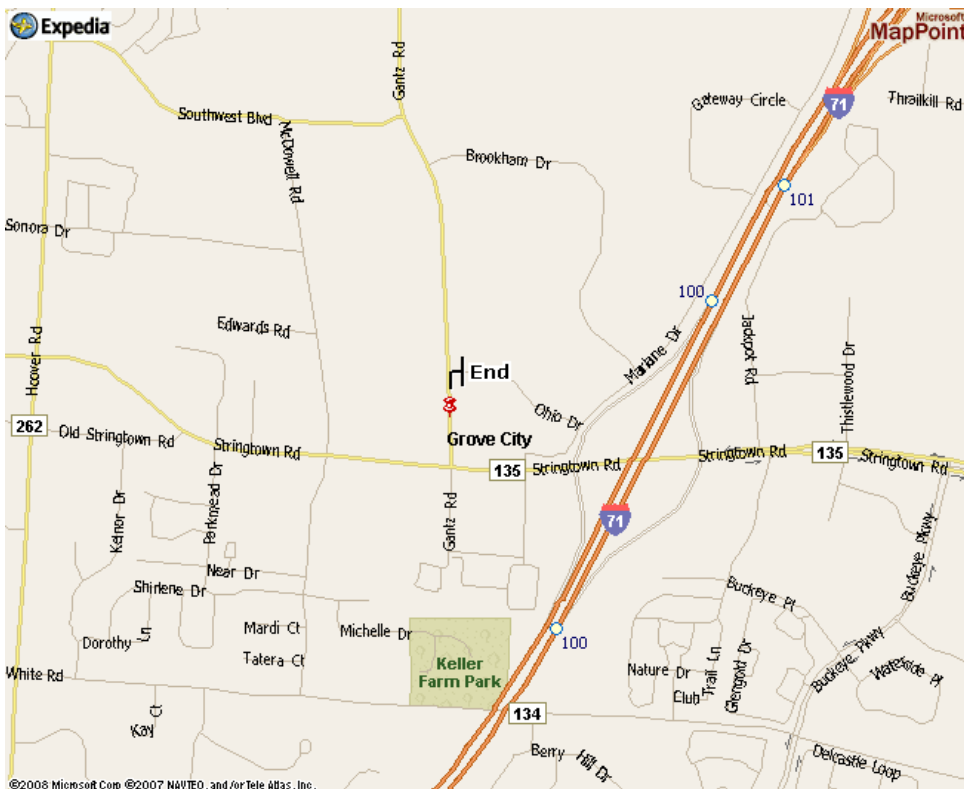 Expedia
Microsoft
MapPoint
Gantz Rd
Gateway Circle
71
Thrailkill Rd
Southwest Blvd
McDowell Rd
Brookham Dr
101
Sonora Dr
100
Edwards Rd
Hoover Rd
Marlane Dr
Jackpot Rd
Thistlewood Dr
End
Ohio Dr
262
Old Stringtown Rd
Stringtown Rd
Grove City
135
Stringtown Rd
Stringtown Rd
135
Stringtown Rd
Kelnor Dr
Parkmead Dr
Gantz Rd
71
Buckeye Pkwy
Near Dr
Shirlene Dr
Buckeye Pl
Dorothy Ln
Mardi Ct
Michelle Dr
100
Tatera Ct
Keller
Farm Park
Nature Dr
Trail Ln
Club
Glengold Dr
Buckeye Pkwy
Waterside Pl
White Rd
Kay Ct
134
Berry Hill Dr
Delcastle Loop
©2008 Microsoft Corp ©2007 NAVTEQ, and/or Tele Atlas, Inc.